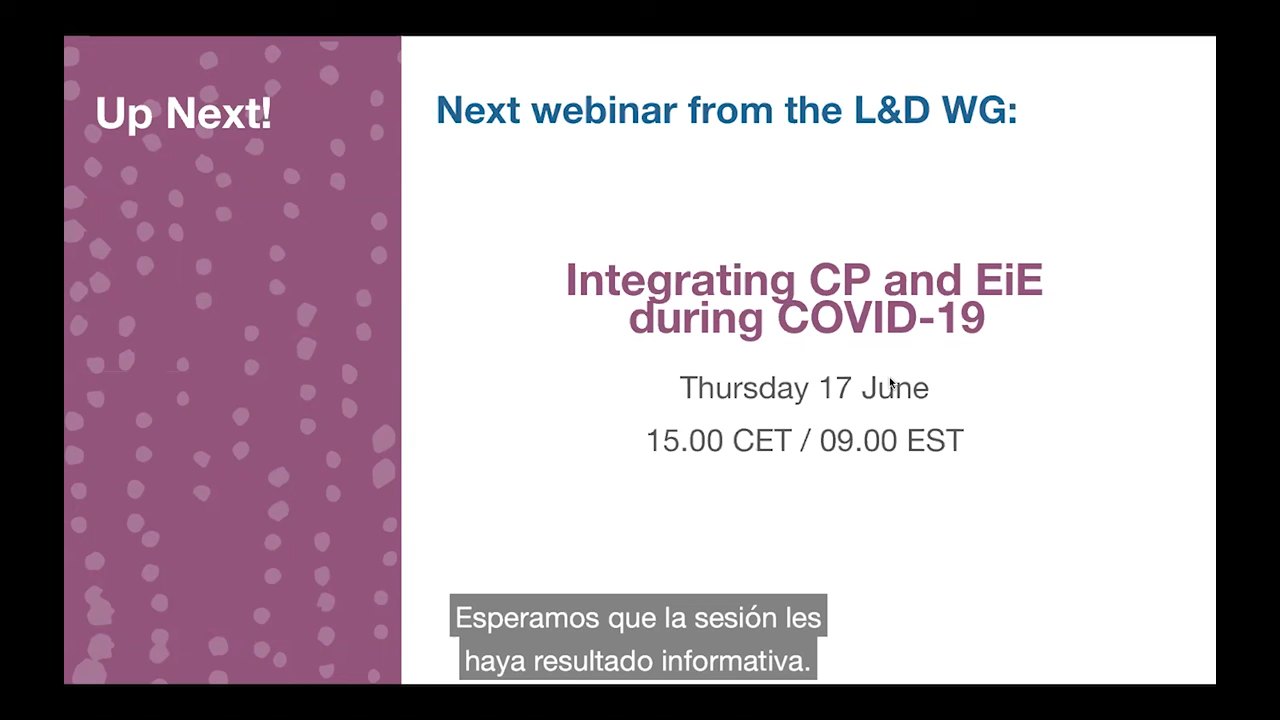 Up Next!
Next webinar from the L&D WG:
Integrating CP and EiE
during COVID-19
Thursday 17 June
15.00 CET / 09.00 EST
Esperamos que la sesión les
haya resultado informativa.